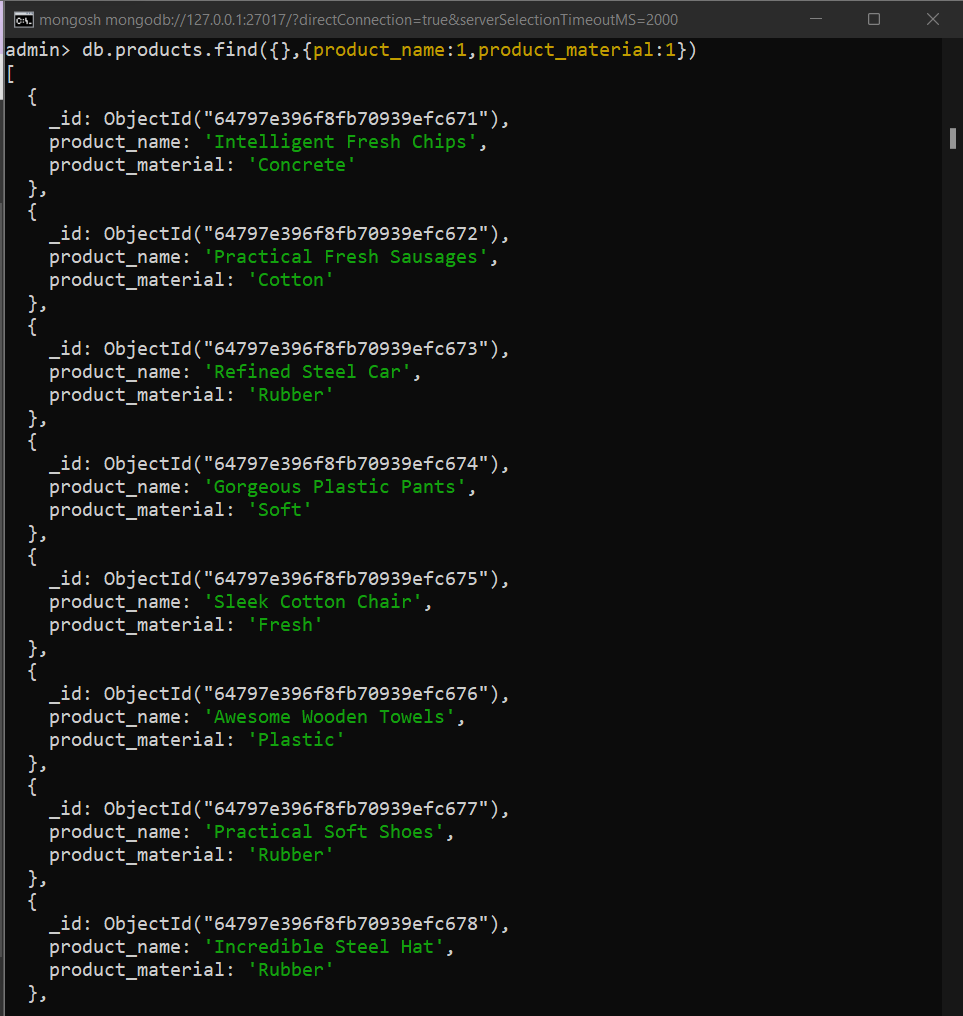 mongosh mongodb://127.0.0.1:27017/?directConnection=true&serverSelectionTimeoutMS=2000
admin> db.products.find({},{product_name:1,product_material:1})
[
  {
    _id: ObjectId("64797e396f8fb70939efc671"),
    product_name: 'Intelligent Fresh Chips',
    product_material: 'Concrete'
  },
  {
    _id: ObjectId("64797e396f8fb70939efc672"),
    product_name: 'Practical Fresh Sausages',
    product_material: 'Cotton'
  },
  {
    _id: ObjectId("64797e396f8fb70939efc673"),
    product_name: 'Refined Steel Car',
    product_material: 'Rubber'
  },
  {
    _id: ObjectId("64797e396f8fb70939efc674"),
    product_name: 'Gorgeous Plastic Pants',
    product_material: 'Soft'
  },
  {
    _id: ObjectId("64797e396f8fb70939efc675"),
    product_name: 'Sleek Cotton Chair',
    product_material: 'Fresh'
  },
  {
    _id: ObjectId("64797e396f8fb70939efc676"),
    product_name: 'Awesome Wooden Towels',
    product_material: 'Plastic'
  },
  {
    _id: ObjectId("64797e396f8fb70939efc677"),
    product_name: 'Practical Soft Shoes',
    product_material: 'Rubber'
  },
  {
    _id: ObjectId("64797e396f8fb70939efc678"),
    product_name: 'Incredible Steel Hat',
    product_material: 'Rubber'
  },